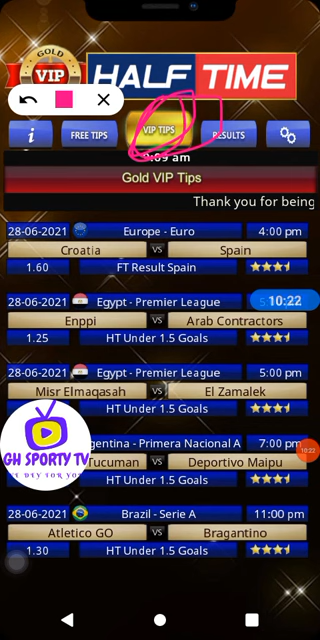 GOLD
VIP
HALF TIME
i
FREE TIPS
VIP TIPS
RESULTS
:09 am
Gold VIP Tips
Thank you for being
28-06-2021 Europe - Euro 4:00 pm
Croatia VS Spain
1.60 FT Result Spain
28-06-2021 Egypt - Premier League 10:22
Enppi VS Arab Contractors
1.25 HT Under 1.5 Goals
28-06-2021 Egypt - Premier League 5:00 pm
Misr Elmaqasah VS El Zamalek
HT Under 1.5 Goals
gentina - Primera Nacional A 7:00 pm
10:22
GH SPORTY TV
Tucuman VS Deportivo Maipu
HT Under 1.5 Goals
28-06-2021 Brazil - Serie A 11:00 pm
Atletico GO VS Bragantino
1.30 HT Under 1.5 Goals